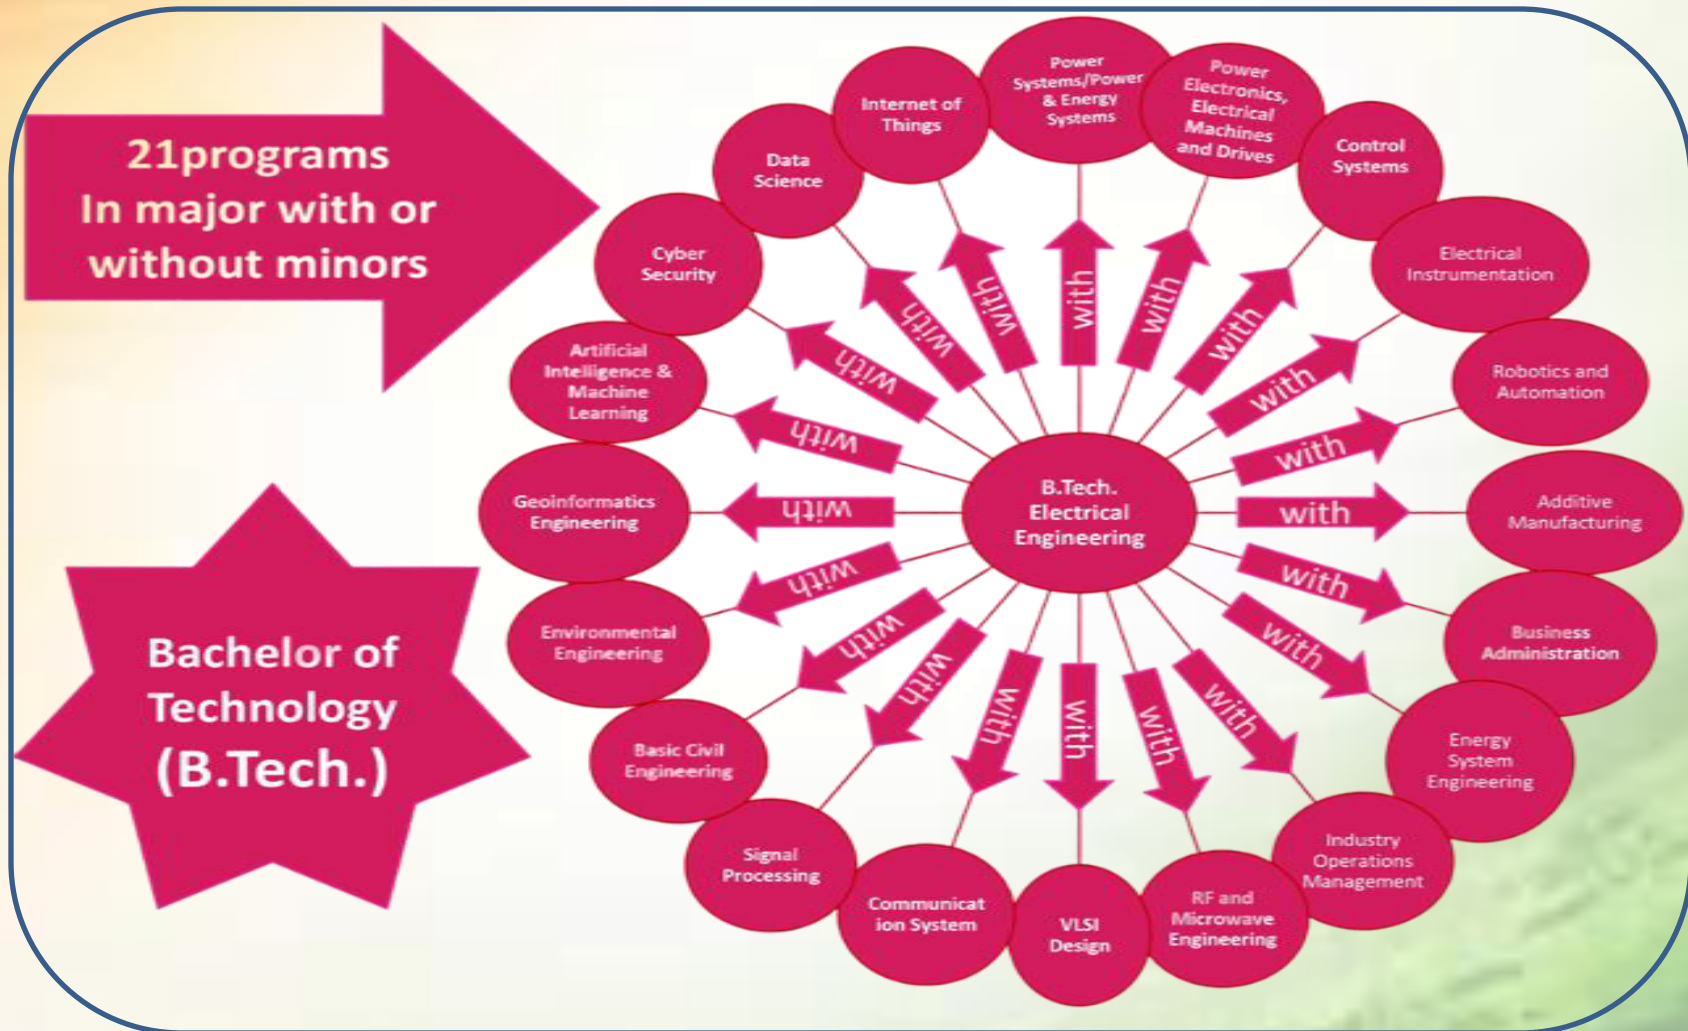 21programs
In major with or
without minors
Bachelor of
Technology
(B.Tech.)
B.Tech.
Electrical
Engineering
with
Power
Systems/Power
& Energy
Systems
with
Power
Electronics,
Electrical
Machines
and Drives
with
Control
Systems
with
Electrical
Instrumentation
with
Robotics and
Automation
with
Additive
Manufacturing
with
Business
Administration
with
Energy
System
Engineering
with
Industry
Operations
Management
with
RF and
Microwave
Engineering
with
VLSI
Design
with
Communicat
ion System
with
Signal
Processing
with
Basic Civil
Engineering
with
Environmental
Engineering
with
Geoinformatics
Engineering
with
Artificial
Intelligence &
Machine
Learning
with
Cyber
Security
with
Data
Science
with
Internet of
Things